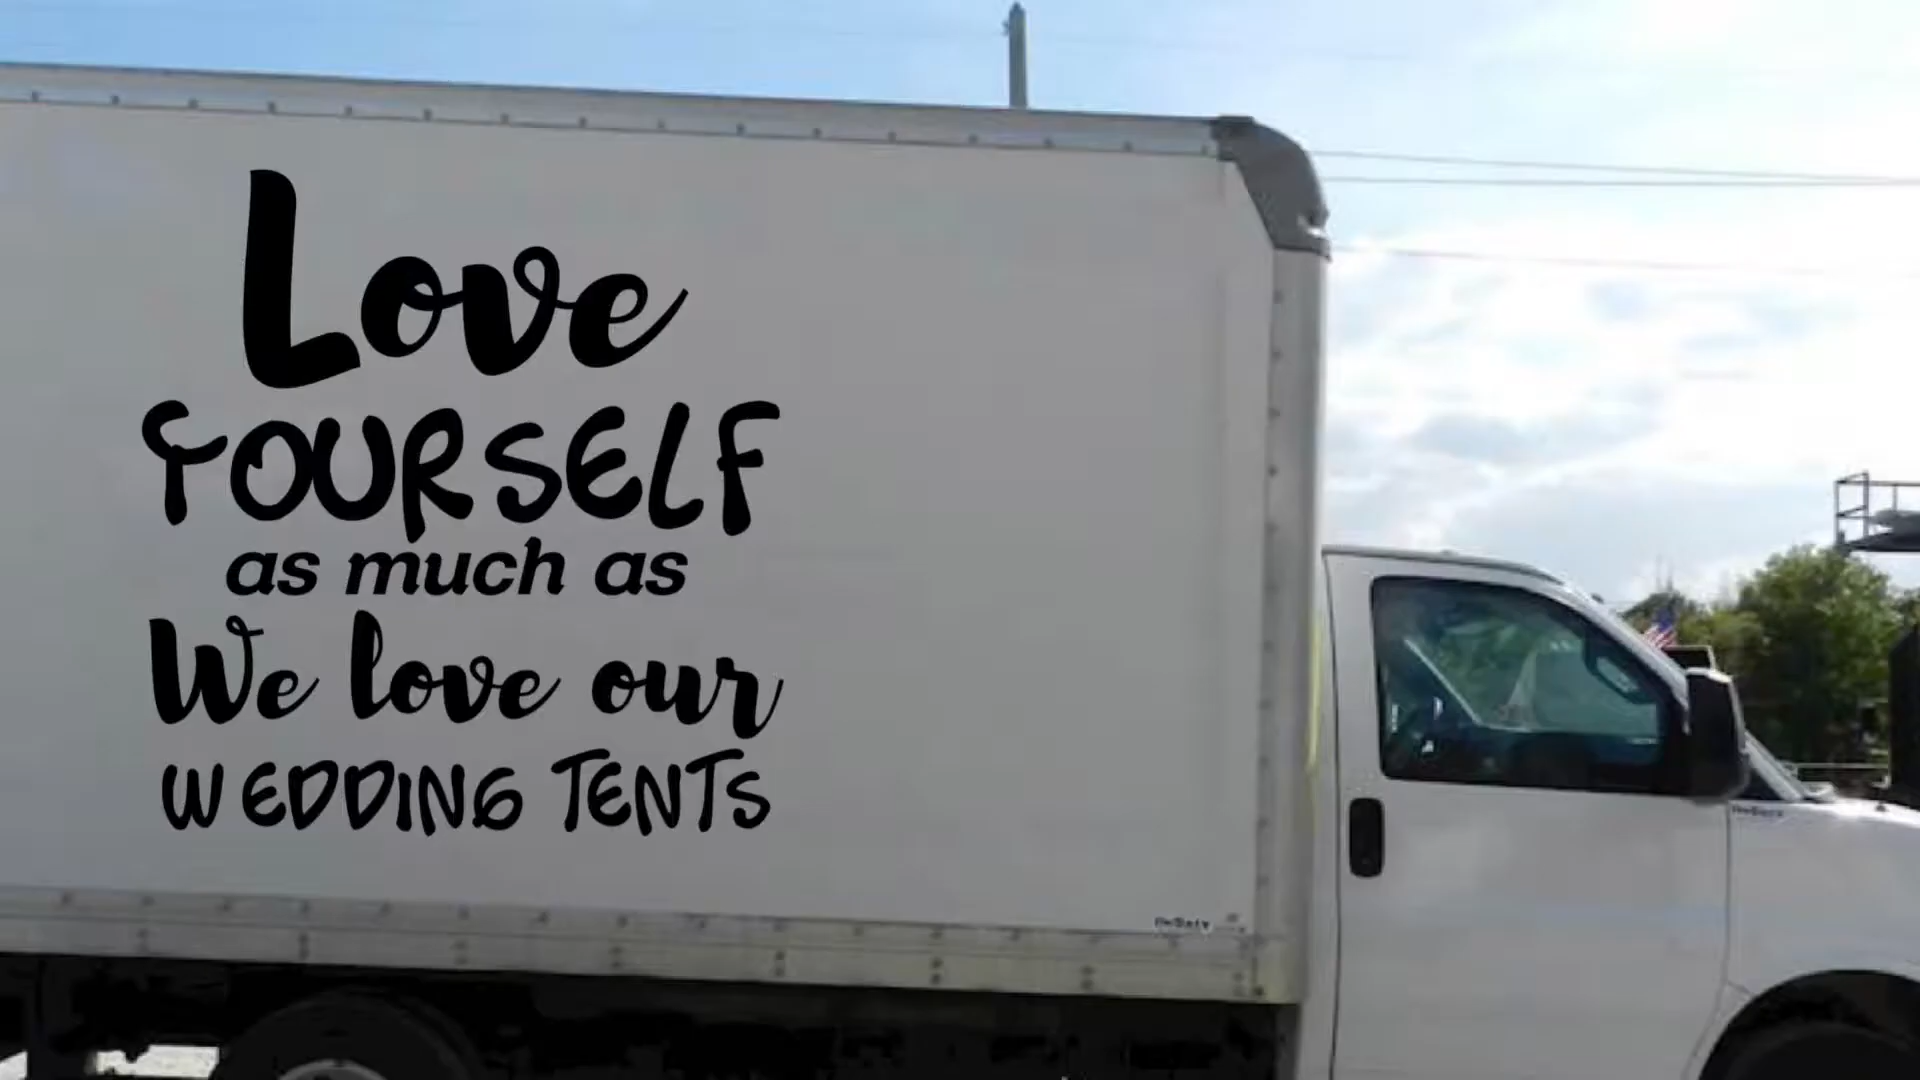 Love
YOURSELF
as much as
We love our
WEDDING TENTS